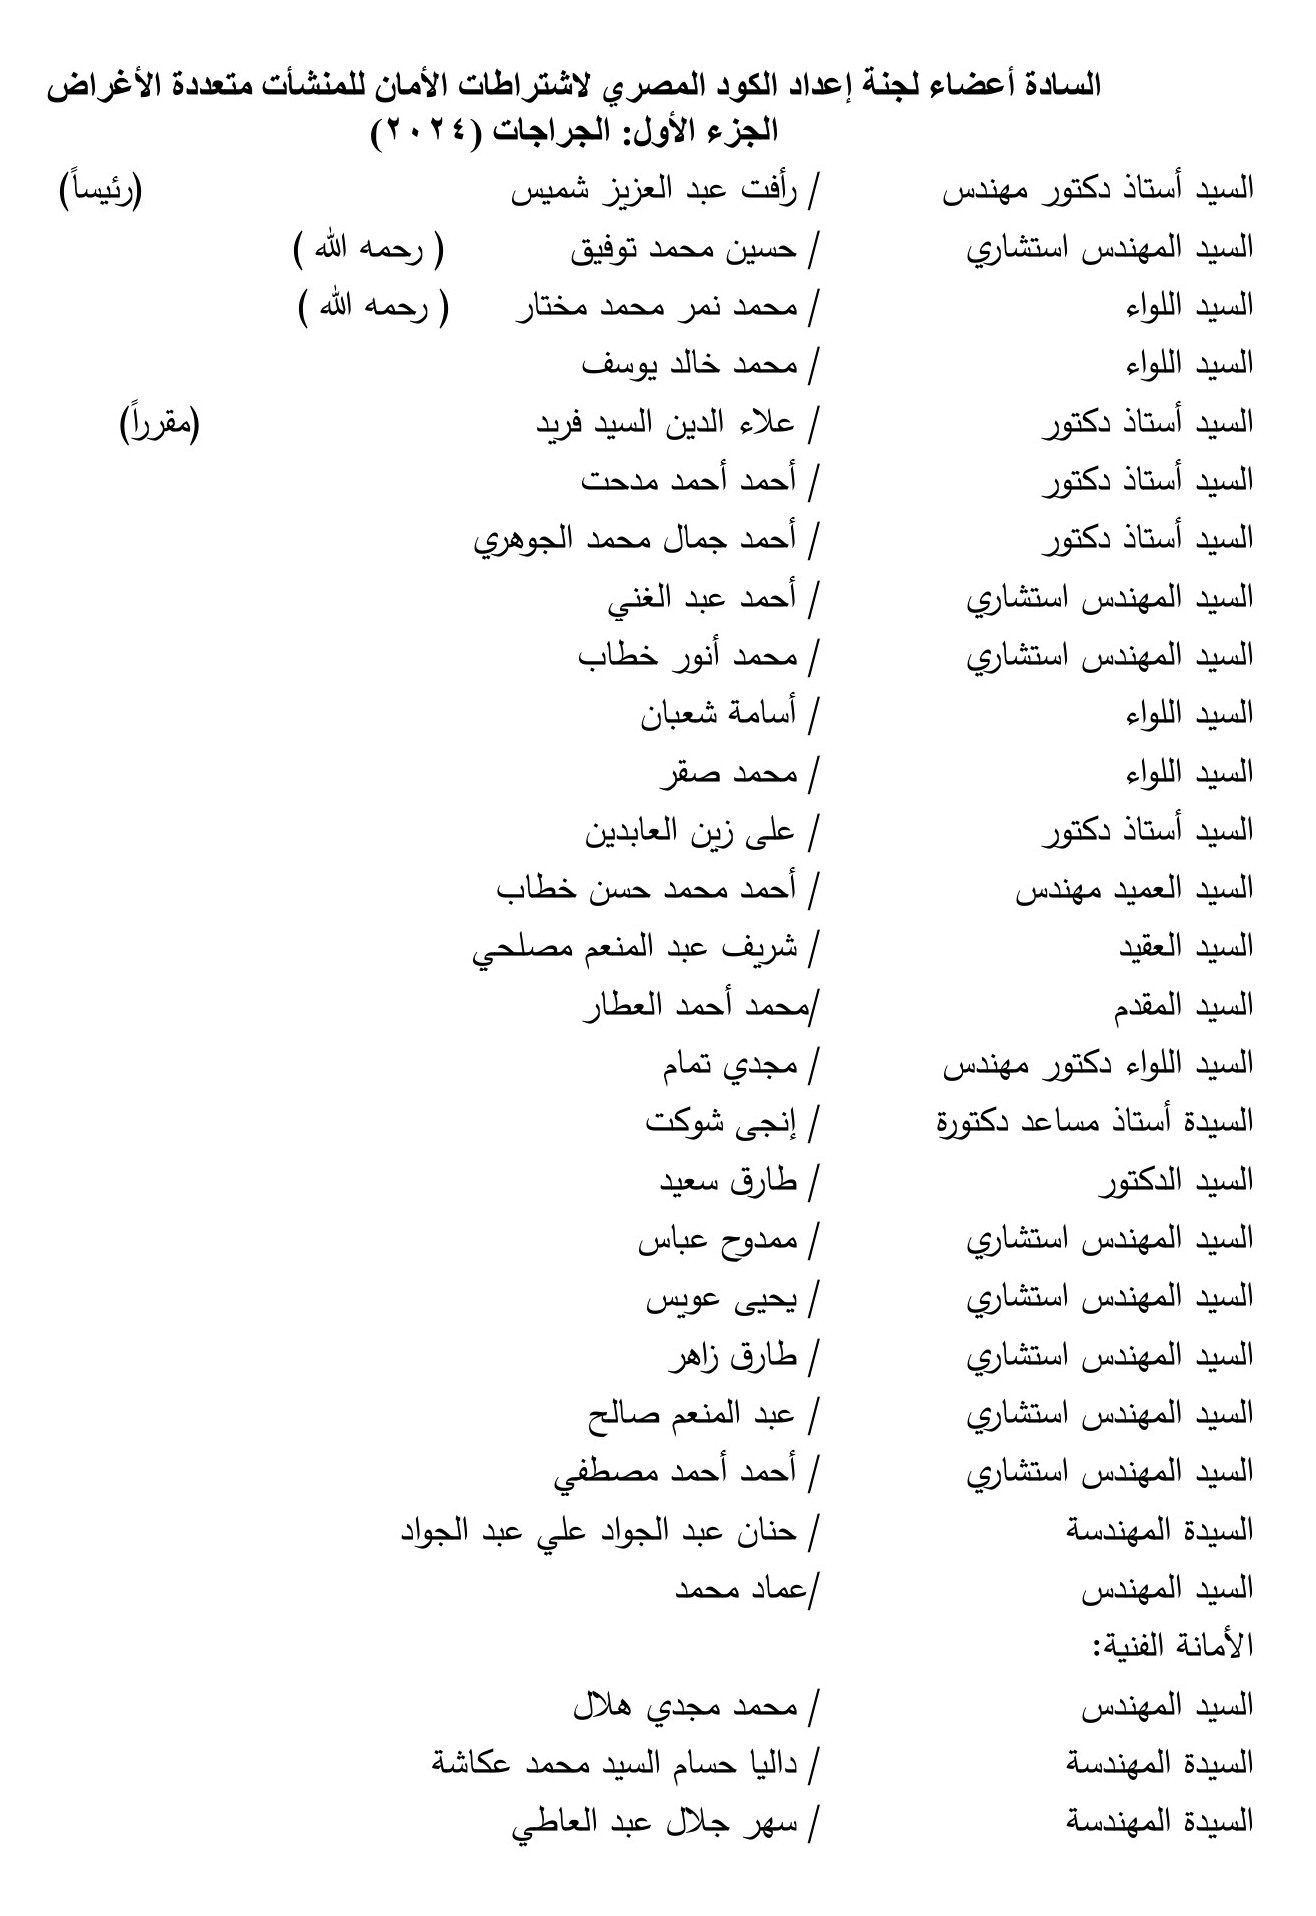 السادة أعضاء لجنة إعداد الكود المصري لاشتراطات الأمان للمنشأت متعددة الأغراض
الجزء الأول: الجراجات (٢٠٢٤)
السيد أستاذ دكتور مهندس / رأفت عبد العزيز شميس (رئيساً)
السيد المهندس استشاري / حسين محمد توفيق ( رحمه الله )
السيد اللواء / محمد نمر محمد مختار ( رحمه الله )
السيد اللواء / محمد خالد يوسف
السيد أستاذ دكتور / علاء الدين السيد فريد (مقرراً)
السيد أستاذ دكتور / أحمد أحمد مدحت
السيد أستاذ دكتور / أحمد جمال محمد الجوهري
السيد المهندس استشاري / أحمد عبد الغني
السيد المهندس استشاري / محمد أنور خطاب
السيد اللواء / أسامة شعبان
السيد اللواء / محمد صقر
السيد أستاذ دكتور / على زين العابدين
السيد العميد مهندس / أحمد محمد حسن خطاب
السيد العقيد / شريف عبد المنعم مصلحي
السيد المقدم /محمد أحمد العطار
السيد اللواء دكتور مهندس / مجدي تمام
السيدة أستاذ مساعد دكتورة / إنجى شوكت
السيد الدكتور / طارق سعيد
السيد المهندس استشاري / ممدوح عباس
السيد المهندس استشاري / يحيى عويس
السيد المهندس استشاري / طارق زاهر
السيد المهندس استشاري / عبد المنعم صالح
السيد المهندس استشاري / أحمد أحمد مصطفي
السيدة المهندسة / حنان عبد الجواد علي عبد الجواد
السيد المهندس /عماد محمد
الأمانة الفنية:
السيد المهندس / محمد مجدي هلال
السيدة المهندسة / داليا حسام السيد محمد عكاشة
السيدة المهندسة / سهر جلال عبد العاطي